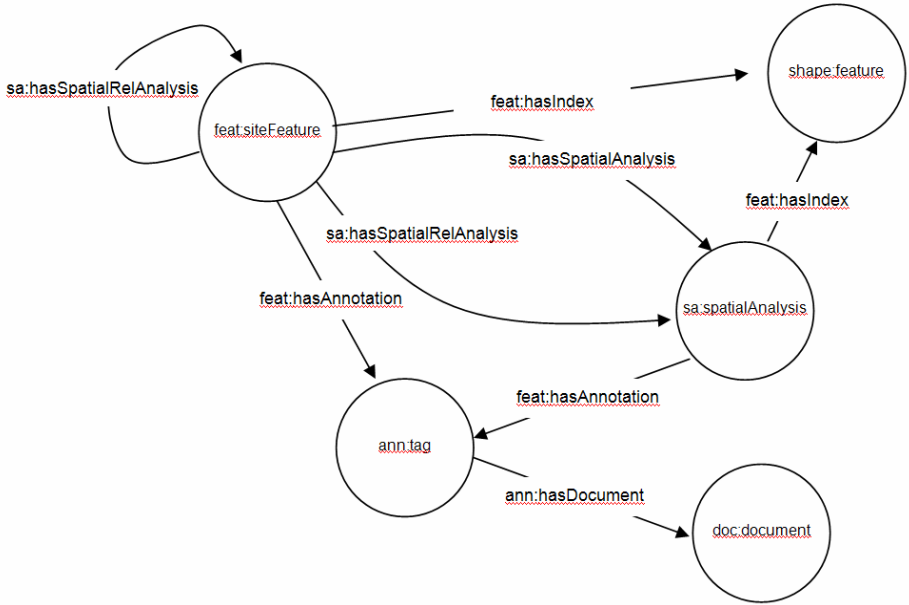 shape:feature
sa:hasSpatialRelAnalysis
feat:hasIndex
feat:siteFeature
sa:hasSpatialAnalysis
feat:hasIndex
sa:hasSpatialRelAnalysis
feat:hasAnnotation
sa:spatialAnalysis
feat:hasAnnotation
ann:tag
ann:hasDocument
doc:document